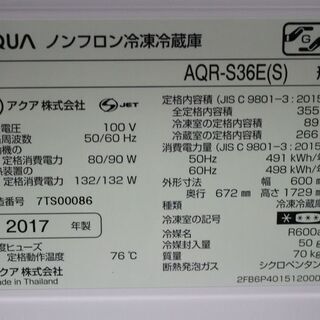 QUA ノンフロン冷凍冷蔵庫
AQR-S36E(S)
アクア株式会社 JET
電圧 100 V
周波数 50/60 Hz
定格消費電力 80/90 W
定格消費電力 132/132 W
番号 7TS00086
2017 年製
度ヒューズ
定格動作温度 76℃
アクア株式会社
Made in Thailand
定格内容積 (JIS C 9801-3:2015
全定格内容積 355
冷凍室の定格内容積 89
冷蔵室の定格内容積 266
消費電力量 (JIS C 9801-3:2015
50Hz 491 kWh/年
60Hz 498 kWh/年
外形寸法 幅 600 m
奥行 672 mm 高さ 1729 mm
種類 冷凍冷蔵
冷凍室の記号
冷媒 R600a
冷媒封入量 50 g
質量 70 kg
断熱発泡ガス シクロペンタン
2FB6P4015120000